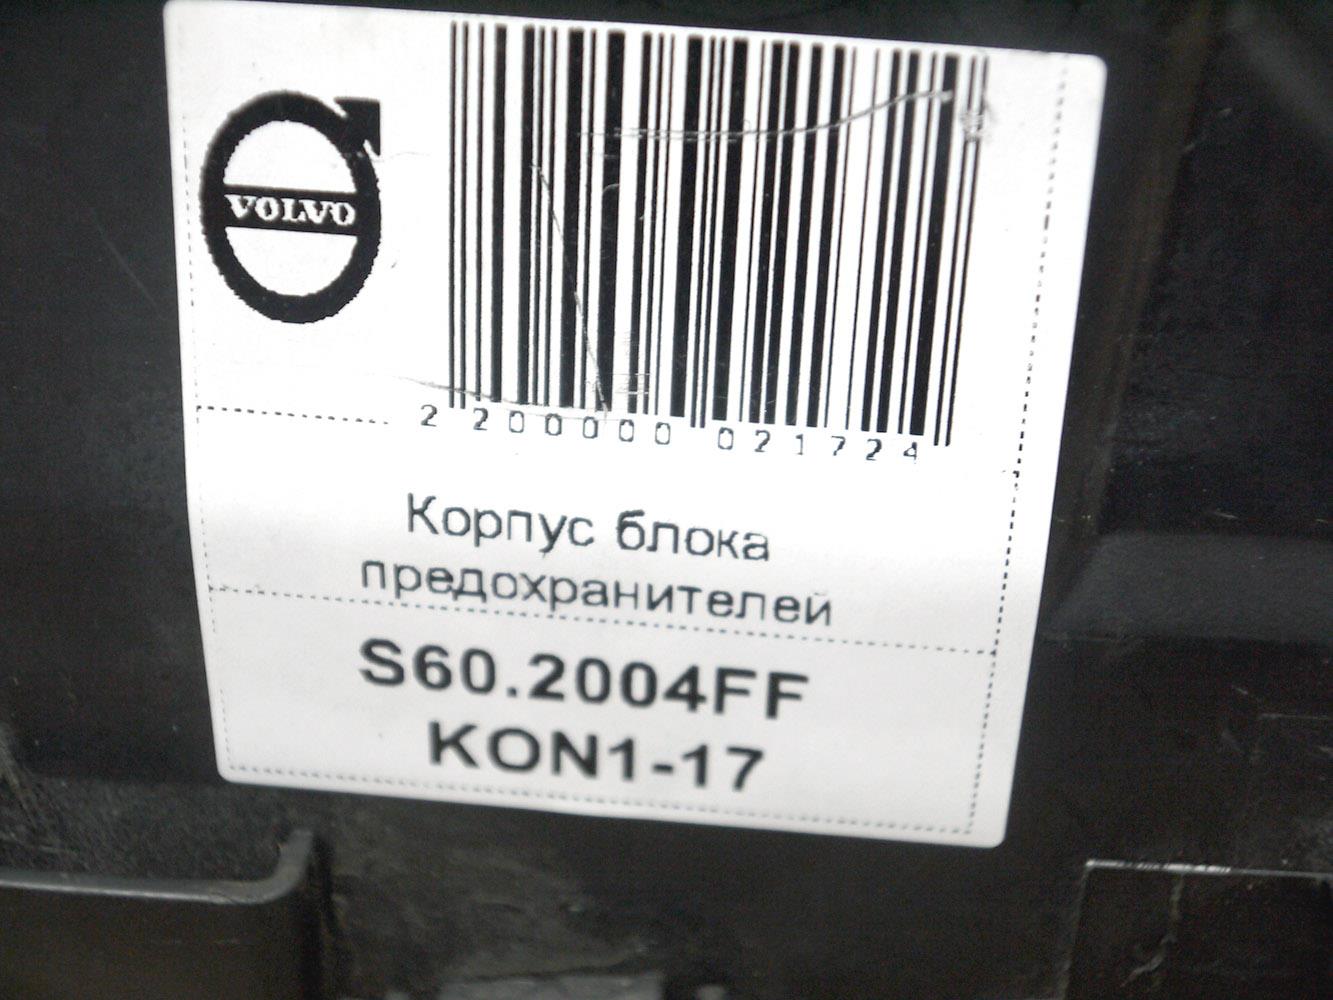 VOLVO
2 200000 021724
Корпус блока
предохранителей
S60.2004FF
KON1-17